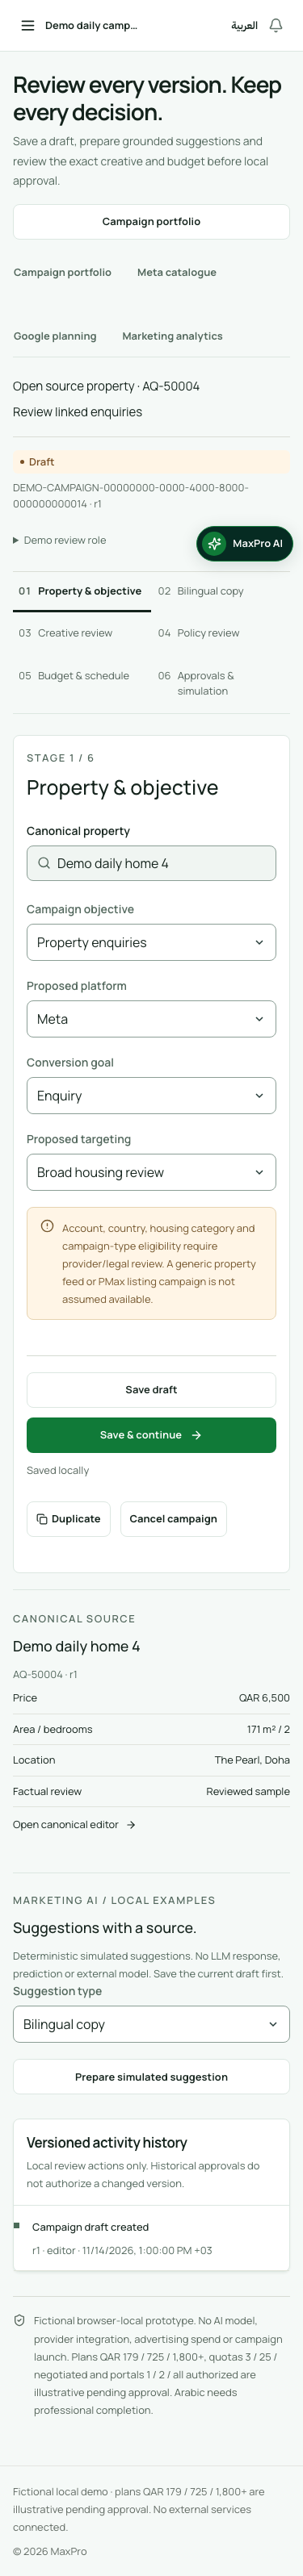 Demo daily camp...
العربية
Review every version. Keep
every decision.
Save a draft, prepare grounded suggestions and
review the exact creative and budget before local
approval.
Campaign portfolio
Campaign portfolio
Meta catalogue
Google planning
Marketing analytics
Open source property · AQ-50004
Review linked enquiries
Draft
DEMO-CAMPAIGN-00000000-0000-4000-8000-
000000000014 · r1
Demo review role
MaxPro AI
01 Property & objective
02 Bilingual copy
03 Creative review
04 Policy review
05 Budget & schedule
06 Approvals &
simulation
STAGE 1 / 6
Property & objective
Canonical property
Demo daily home 4
Campaign objective
Property enquiries
Proposed platform
Meta
Conversion goal
Enquiry
Proposed targeting
Broad housing review
Account, country, housing category and
campaign-type eligibility require
provider/legal review. A generic property
feed or PMax listing campaign is not
assumed available.
Save draft
Save & continue
Saved locally
Duplicate
Cancel campaign
CANONICAL SOURCE
Demo daily home 4
AQ-50004 · r1
Price QAR 6,500
Area / bedrooms 171 m² / 2
Location The Pearl, Doha
Factual review Reviewed sample
Open canonical editor
MARKETING AI / LOCAL EXAMPLES
Suggestions with a source.
Deterministic simulated suggestions. No LLM response,
prediction or external model. Save the current draft first.
Suggestion type
Bilingual copy
Prepare simulated suggestion
Versioned activity history
Local review actions only. Historical approvals do
not authorize a changed version.
Campaign draft created
r1 · editor · 11/14/2026, 1:00:00 PM +03
Fictional browser-local prototype. No AI model,
provider integration, advertising spend or campaign
launch. Plans QAR 179 / 725 / 1,800+, quotas 3 / 25 /
negotiated and portals 1 / 2 / all authorized are
illustrative pending approval. Arabic needs
professional completion.
Fictional local demo · plans QAR 179 / 725 / 1,800+ are
illustrative pending approval. No external services
connected.
© 2026 MaxPro